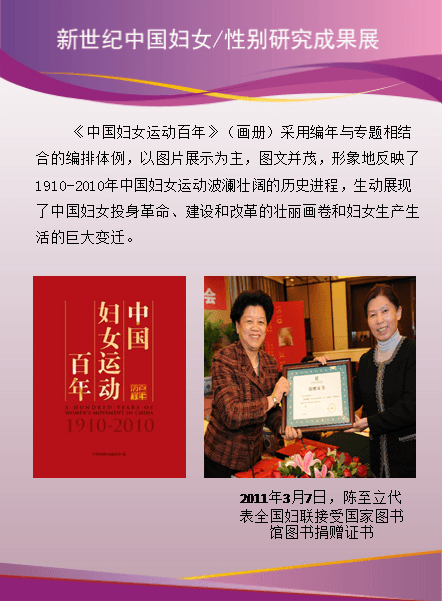 新世纪中国妇女/性别研究成果展
《中国妇女运动百年》（画册）采用编年与专题相结
合的编排体例，以图片展示为主，图文并茂，形象地反映了
1910-2010年中国妇女运动波澜壮阔的历史进程，生动展现
了中国妇女投身革命、建设和改革的壮丽画卷和妇女生产生
活的巨大变迁。
中国
妇女运动
百年
A HUNDRED YEARS OF
WOMEN'S MOVEMENT IN CHINA
1910-2010
会
2011年3月7日，陈至立代
表全国妇联接受国家图书
馆图书捐赠证书